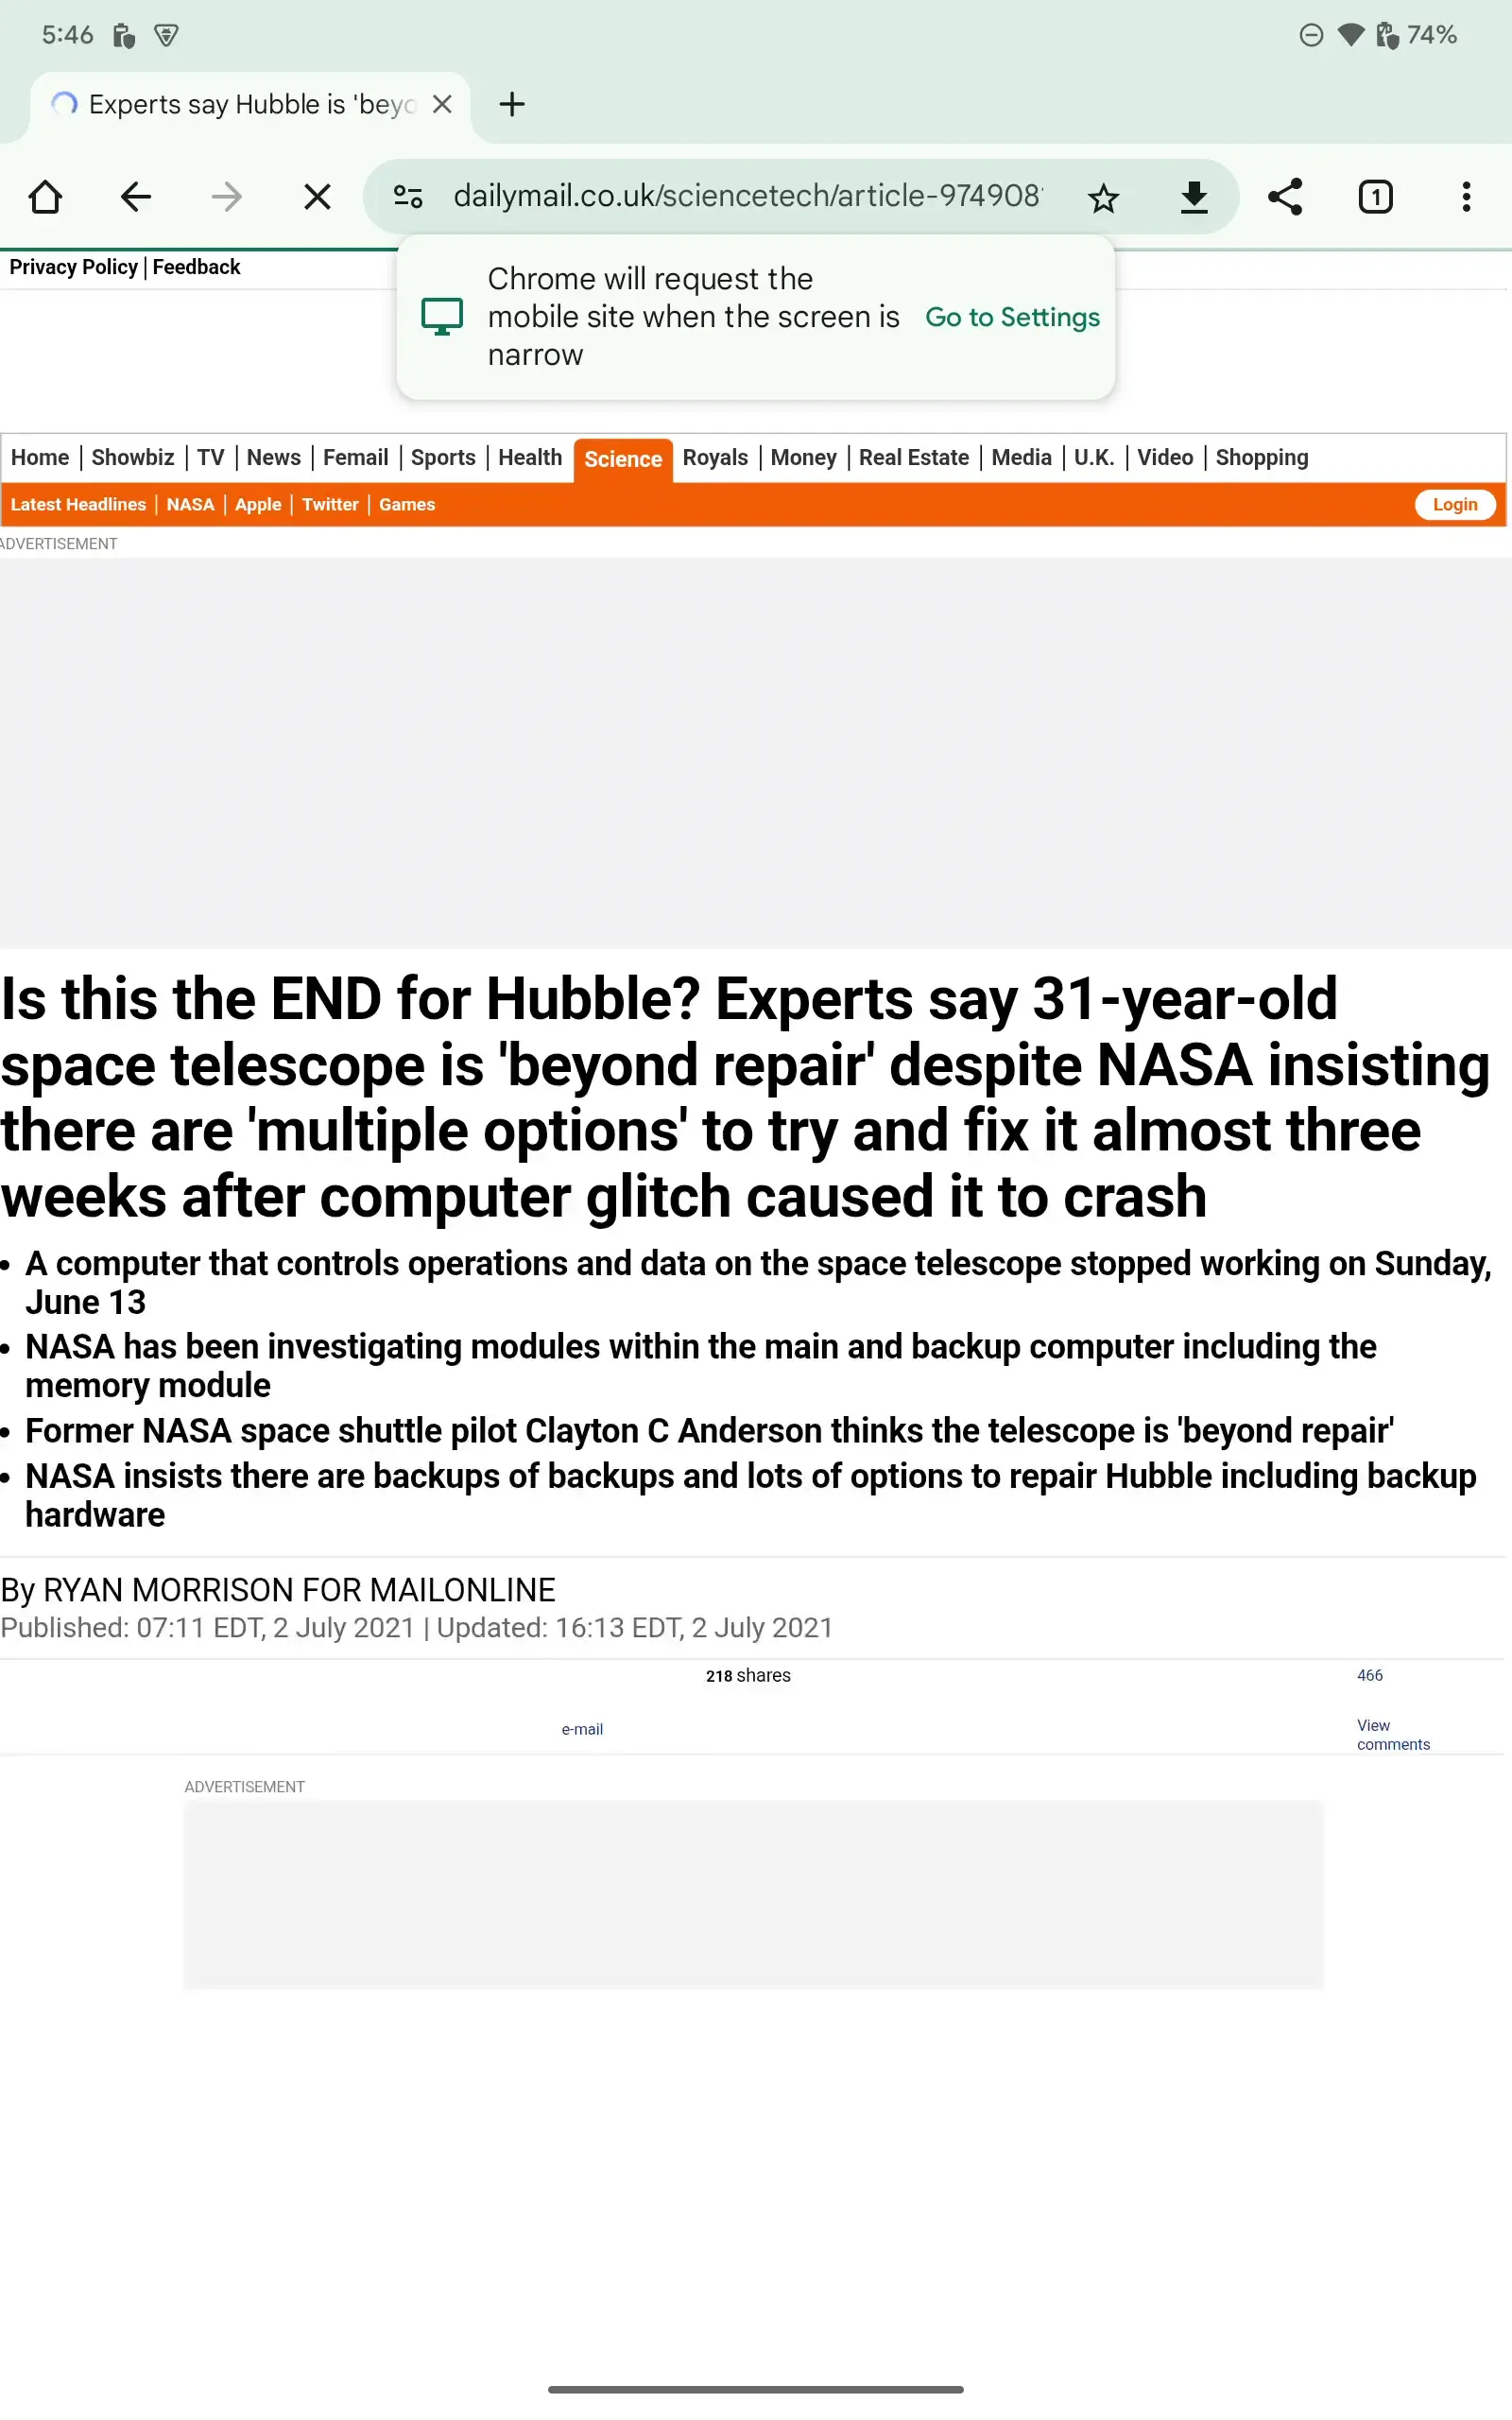 5:46
74%
Experts say Hubble is 'beyo
dailymail.co.uk/sciencetech/article-974908
1
Chrome will request the
mobile site when the screen is
narrow
Go to Settings
Privacy Policy | Feedback
Home | Showbiz | TV | News | Femail | Sports | Health Science Royals | Money | Real Estate | Media | U.K. | Video | Shopping
Latest Headlines | NASA | Apple | Twitter | Games
Login
ADVERTISEMENT
Is this the END for Hubble? Experts say 31-year-old
space telescope is 'beyond repair' despite NASA insisting
there are 'multiple options' to try and fix it almost three
weeks after computer glitch caused it to crash
• A computer that controls operations and data on the space telescope stopped working on Sunday,
June 13
• NASA has been investigating modules within the main and backup computer including the
memory module
• Former NASA space shuttle pilot Clayton C Anderson thinks the telescope is 'beyond repair'
• NASA insists there are backups of backups and lots of options to repair Hubble including backup
hardware
By RYAN MORRISON FOR MAILONLINE
Published: 07:11 EDT, 2 July 2021 | Updated: 16:13 EDT, 2 July 2021
218 shares
466
e-mail
View
comments
ADVERTISEMENT